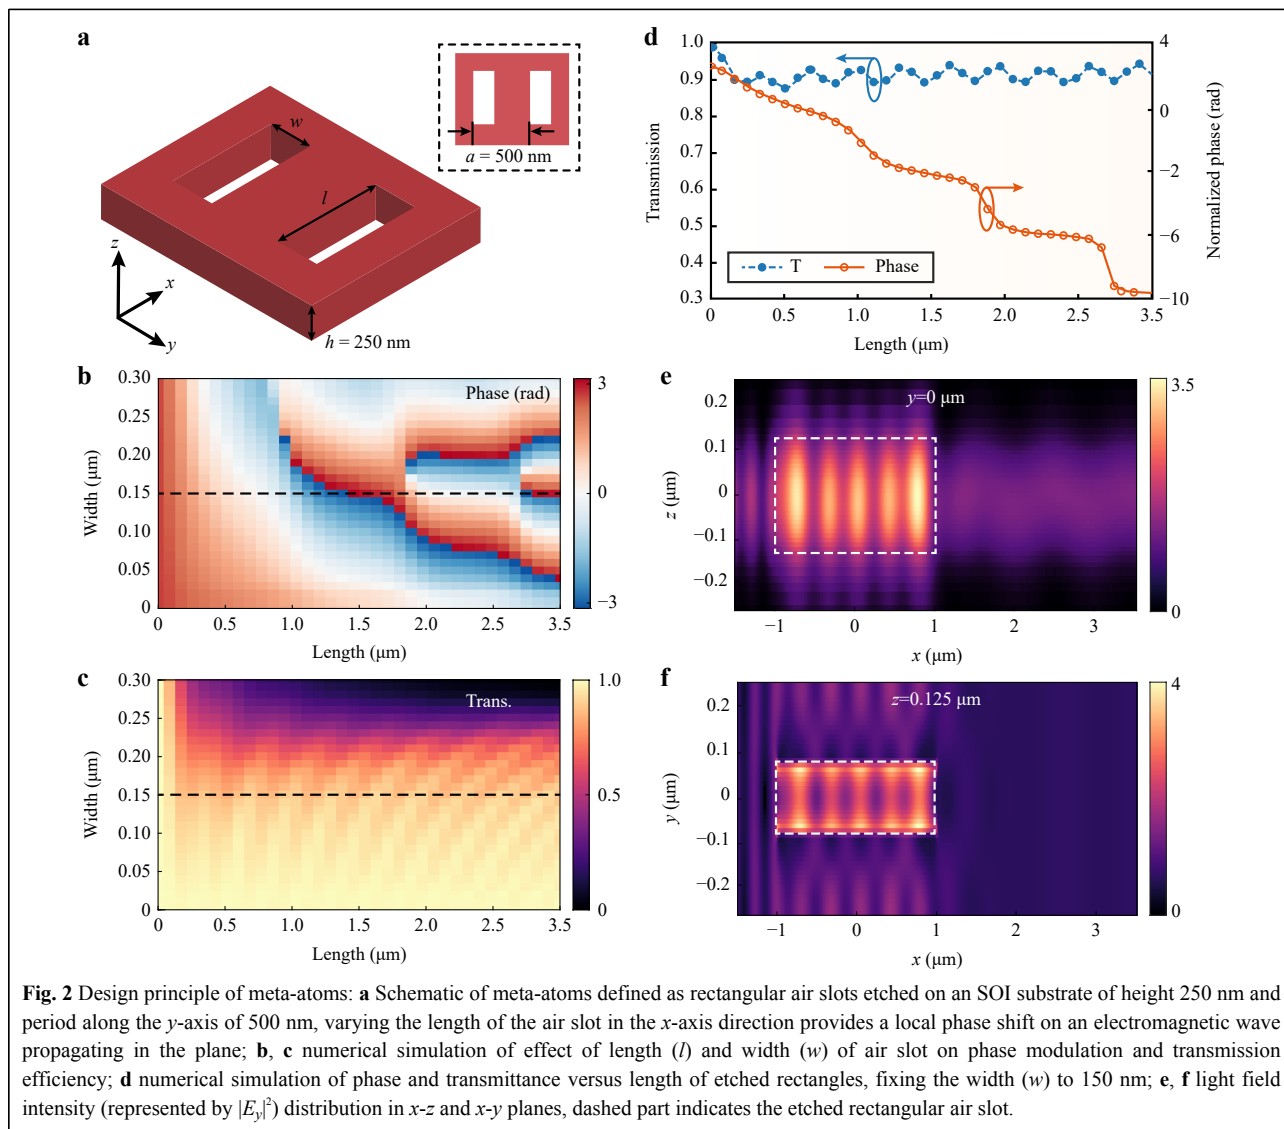 a
w
l
a = 500 nm
z
x
y
h = 250 nm
d
1.0
0.9
0.8
0.7
0.6
0.5
0.4
0.3
Transmission
4
0
−2
−6
−10
Normalized phase (rad)
T
Phase
0
0.5
1.0
1.5
2.0
2.5
3.5
Length (μm)
b
Phase (rad)
0.30
0.25
0.20
0.15
0.10
0.05
0
Width (μm)
0
0.5
1.0
1.5
2.0
2.5
3.5
Length (μm)
3
0
−3
e
y=0 μm
0.2
0.1
0
−0.1
−0.2
z (μm)
−1
0
1
2
3
x (μm)
3.5
0
c
Trans.
0.30
0.25
0.20
0.15
0.10
0.05
0
Width (μm)
0
0.5
1.0
1.5
2.0
2.5
3.5
Length (μm)
1.0
0.5
0
f
z=0.125 μm
0.2
0.1
0
−0.1
−0.2
y (μm)
−1
0
1
2
3
x (μm)
4
0
Fig. 2 Design principle of meta-atoms: a Schematic of meta-atoms defined as rectangular air slots etched on an SOI substrate of height 250 nm and
period along the y-axis of 500 nm, varying the length of the air slot in the x-axis direction provides a local phase shift on an electromagnetic wave
propagating in the plane; b, c numerical simulation of effect of length (l) and width (w) of air slot on phase modulation and transmission
efficiency; d numerical simulation of phase and transmittance versus length of etched rectangles, fixing the width (w) to 150 nm; e, f light field
intensity (represented by |E_y|²) distribution in x-z and x-y planes, dashed part indicates the etched rectangular air slot.